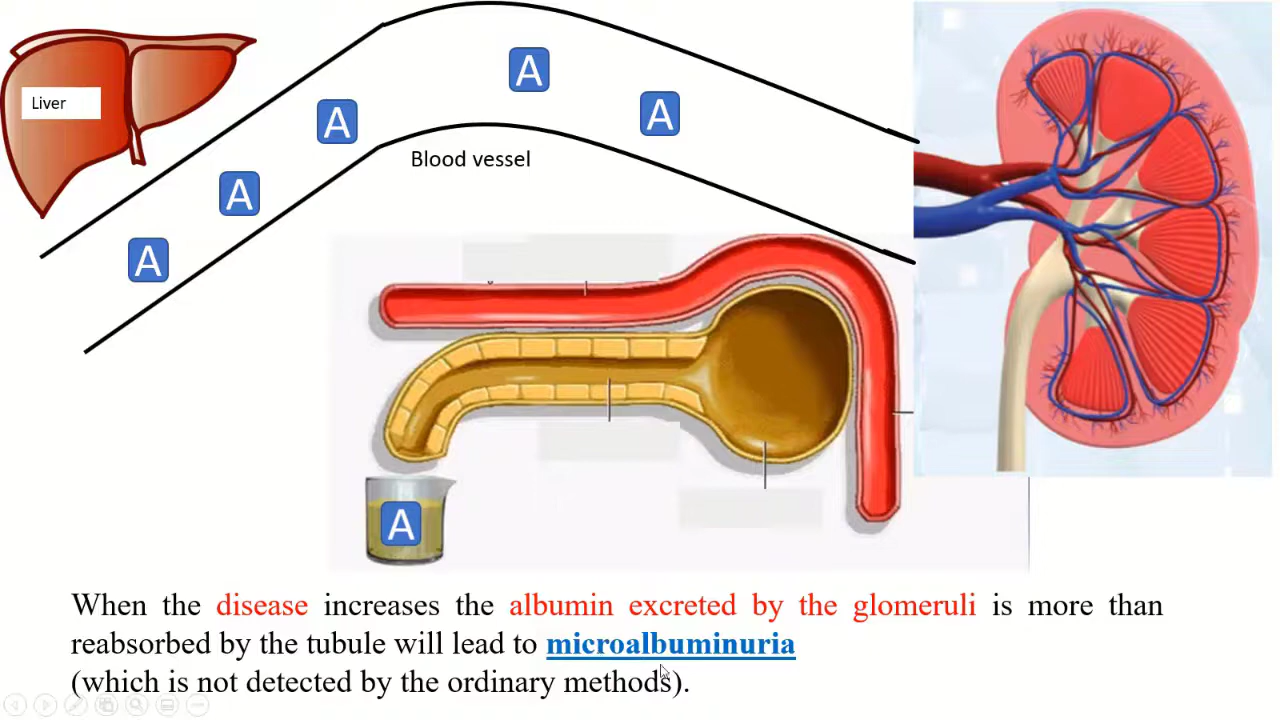 Liver
A
A
A
A
A
Blood vessel
A
When the disease increases the albumin excreted by the glomeruli is more than
reabsorbed by the tubule will lead to microalbuminuria
(which is not detected by the ordinary methods).